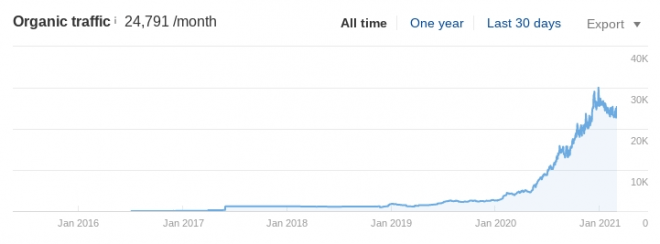 Organic traffic i 24,791 /month All time One year Last 30 days Export
40K
30K
20K
10K
Jan 2016 Jan 2017 Jan 2018 Jan 2019 Jan 2020 Jan 2021 0